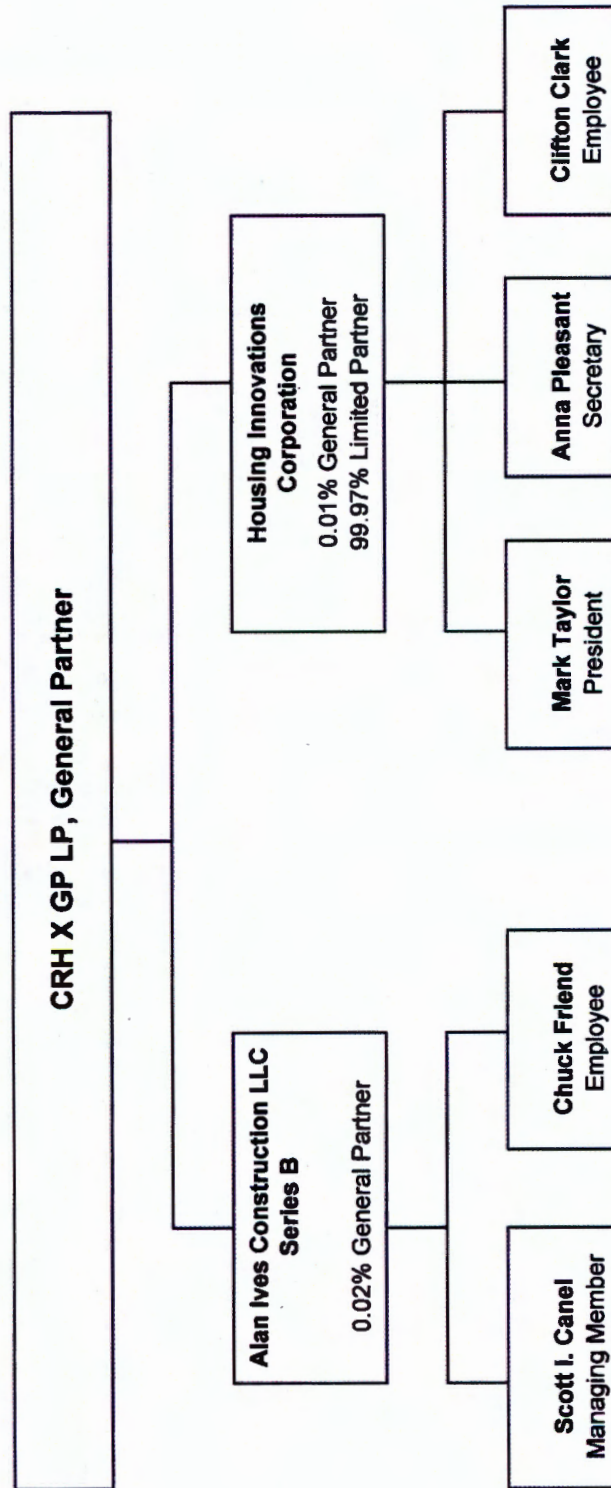 CRH X GP LP, General Partner
Alan Ives Construction LLC
Series B
0.02% General Partner
Housing Innovations
Corporation
0.01% General Partner
99.97% Limited Partner
Scott I. Canel
Managing Member
Chuck Friend
Employee
Mark Taylor
President
Anna Pleasant
Secretary
Clifton Clark
Employee